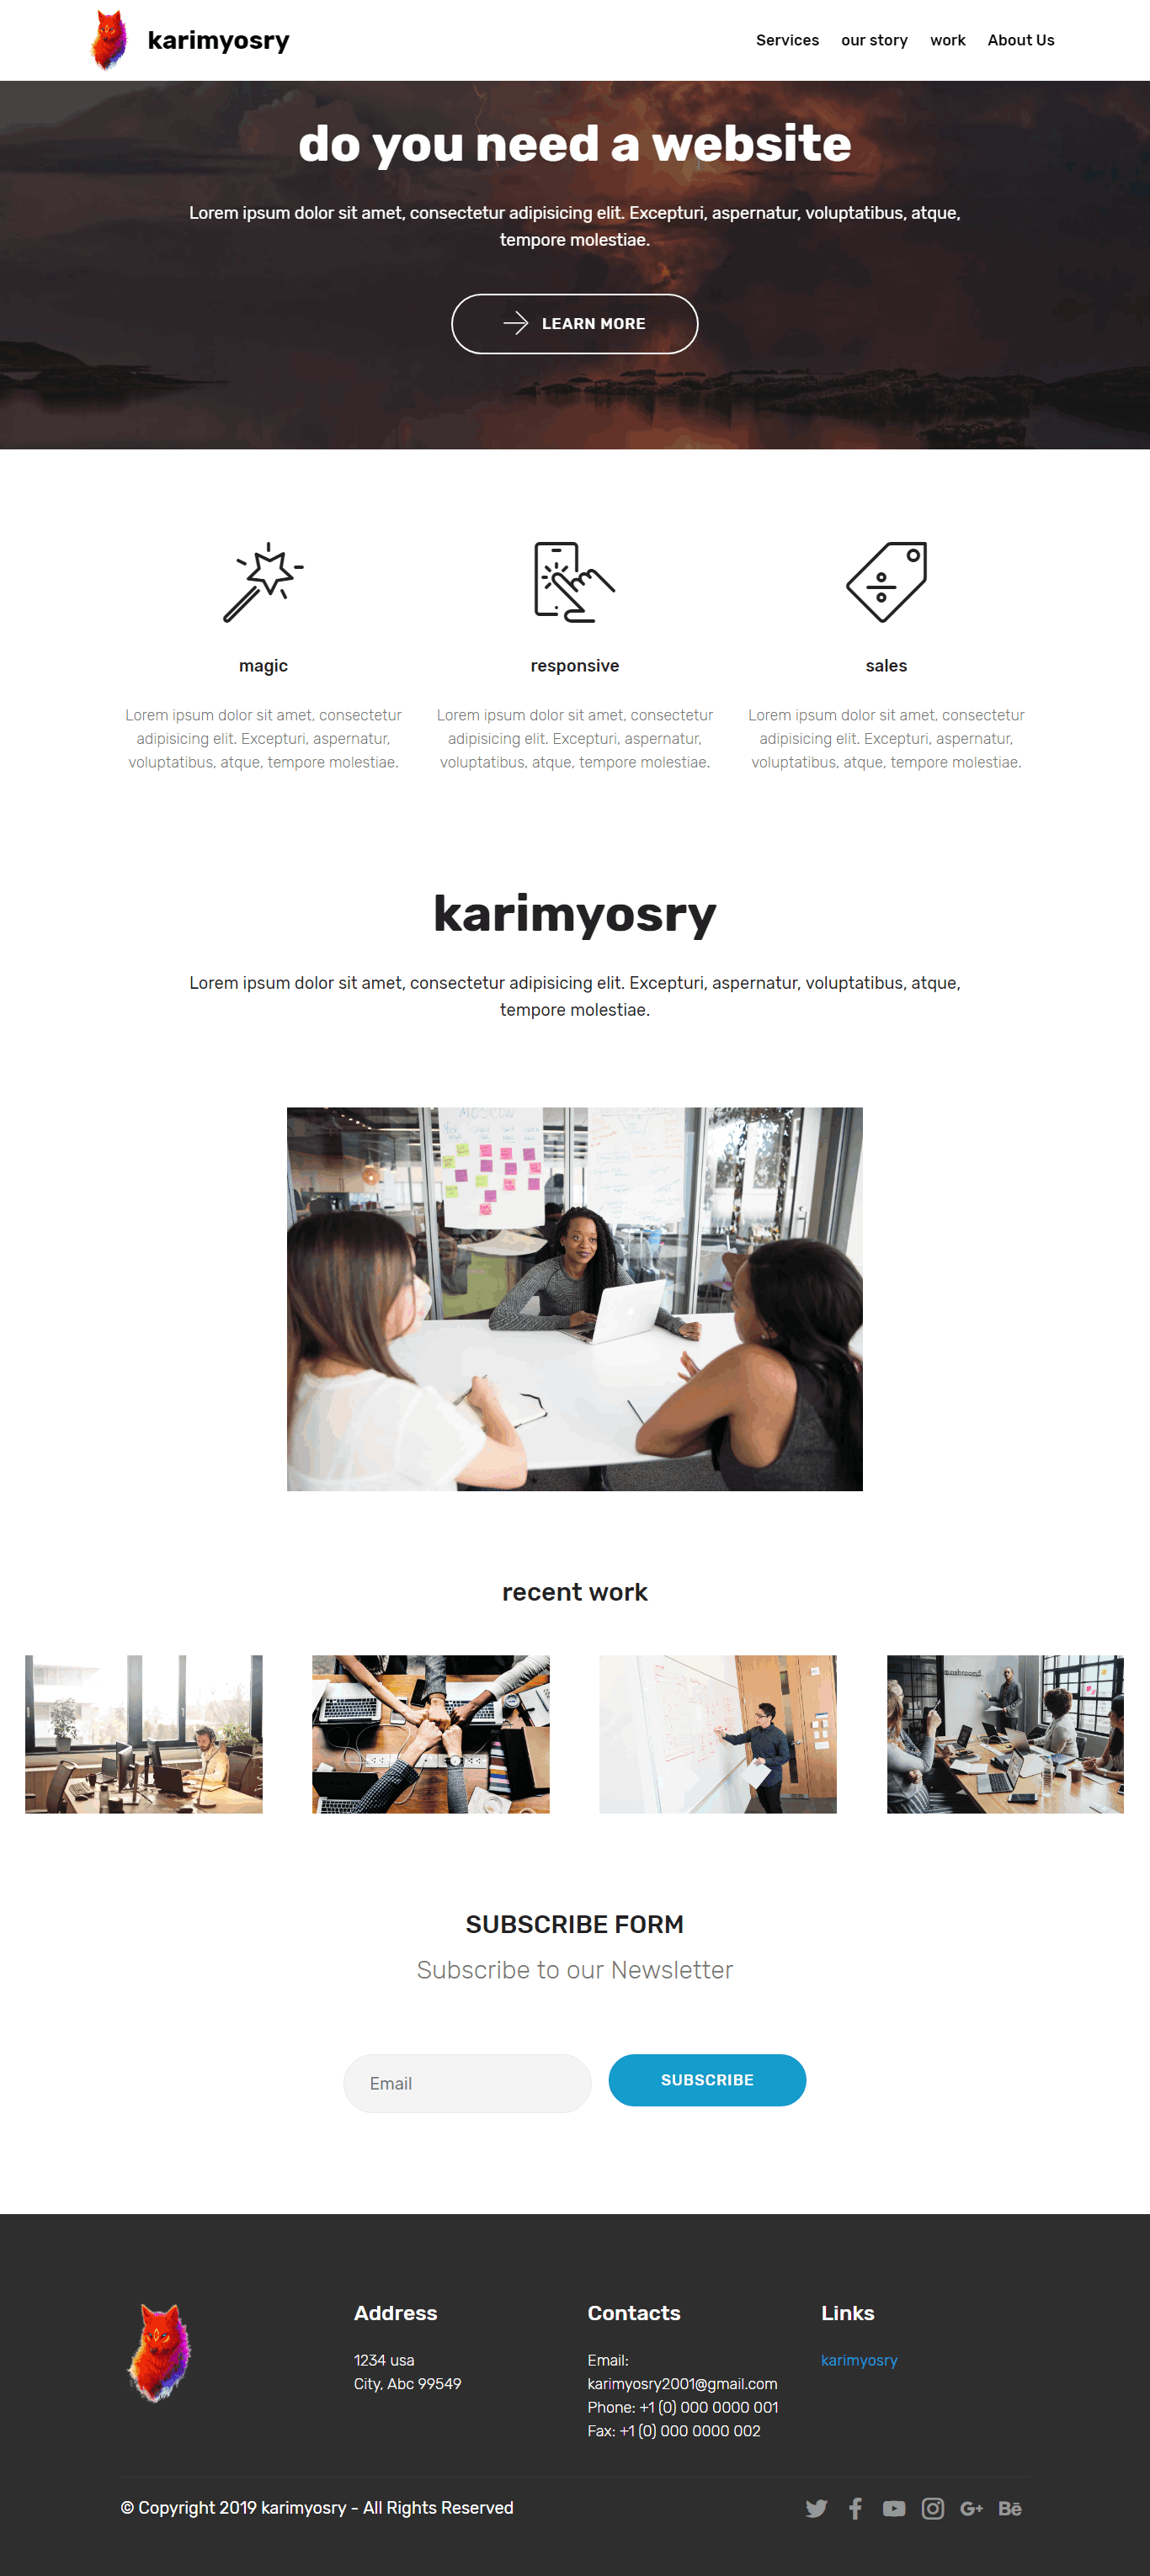 karimyosry
Services our story work About Us
do you need a website
Lorem ipsum dolor sit amet, consectetur adipisicing elit. Excepturi, aspernatur, voluptatibus, atque,
tempore molestiae.
LEARN MORE
magic
Lorem ipsum dolor sit amet, consectetur
adipisicing elit. Excepturi, aspernatur,
voluptatibus, atque, tempore molestiae.
responsive
Lorem ipsum dolor sit amet, consectetur
adipisicing elit. Excepturi, aspernatur,
voluptatibus, atque, tempore molestiae.
sales
Lorem ipsum dolor sit amet, consectetur
adipisicing elit. Excepturi, aspernatur,
voluptatibus, atque, tempore molestiae.
karimyosry
Lorem ipsum dolor sit amet, consectetur adipisicing elit. Excepturi, aspernatur, voluptatibus, atque,
tempore molestiae.
MOSCOW
recent work
SUBSCRIBE FORM
Subscribe to our Newsletter
Email
SUBSCRIBE
Address
1234 usa
City, Abc 99549
Contacts
Email:
karimyosry2001@gmail.com
Phone: +1 (0) 000 0000 001
Fax: +1 (0) 000 0000 002
Links
karimyosry
© Copyright 2019 karimyosry - All Rights Reserved